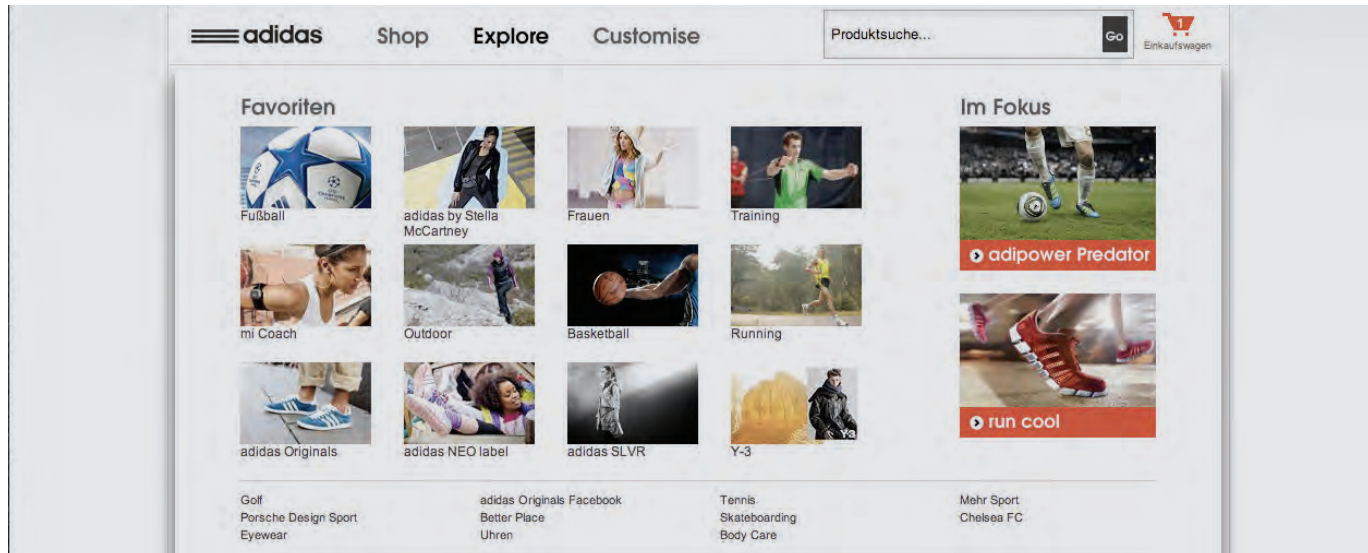 adidas
Shop
Explore
Customise
Produktsuche...
Go
1
Einkaufswagen
Favoriten
Im Fokus
Fußball
adidas by Stella
McCartney
Frauen
Training
adipower Predator
mi Coach
Outdoor
Basketball
Running
adidas Originals
adidas NEO label
adidas SLVR
Y-3
Y-3
run cool
Golf
adidas Originals Facebook
Tennis
Mehr Sport
Porsche Design Sport
Better Place
Skateboarding
Chelsea FC
Eyewear
Uhren
Body Care